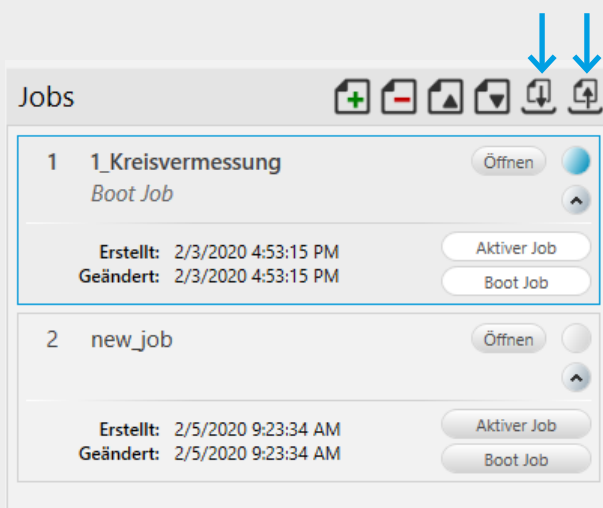 Jobs
1 1_Kreisvermessung Öffnen
Boot Job
Erstellt: 2/3/2020 4:53:15 PM Aktiver Job
Geändert: 2/3/2020 4:53:15 PM Boot Job
2 new_job Öffnen
Erstellt: 2/5/2020 9:23:34 AM Aktiver Job
Geändert: 2/5/2020 9:23:34 AM Boot Job